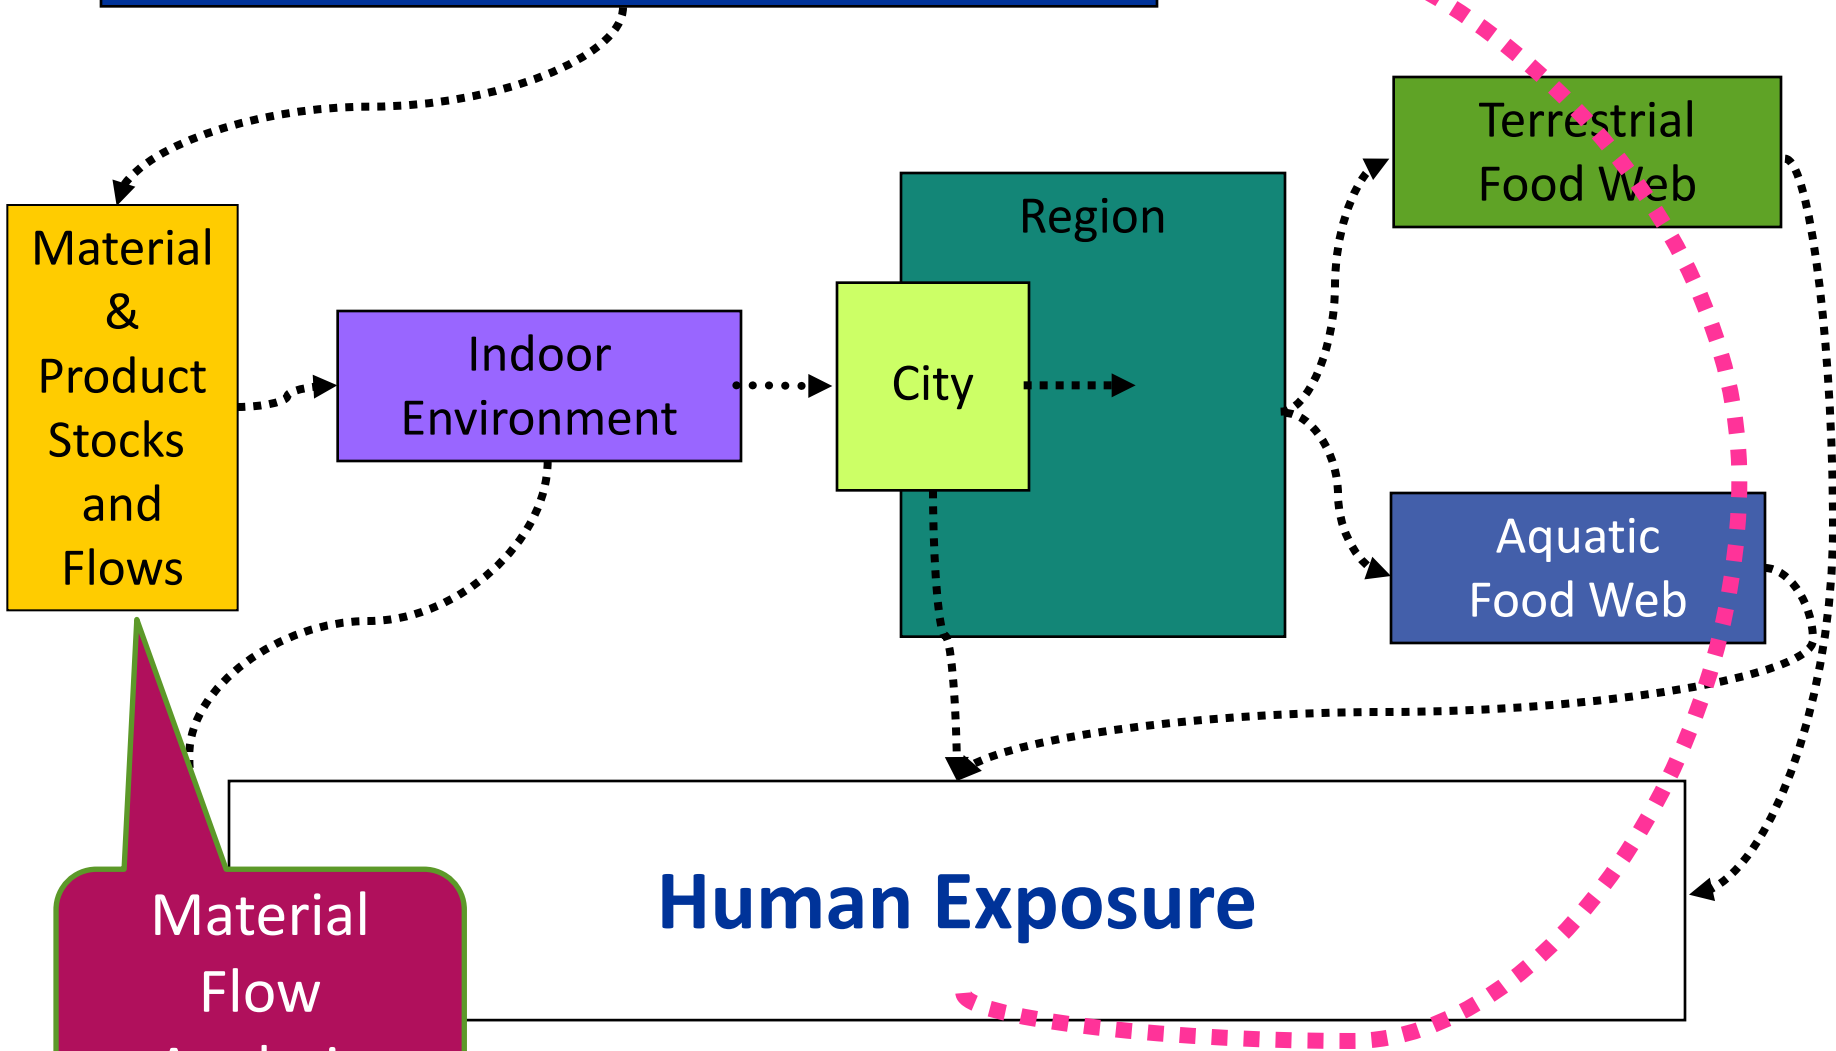 Terrestrial
Food Web
Region
Material
&
Product
Stocks
and
Flows
Indoor
Environment
City
Aquatic
Food Web
Human Exposure
Material
Flow